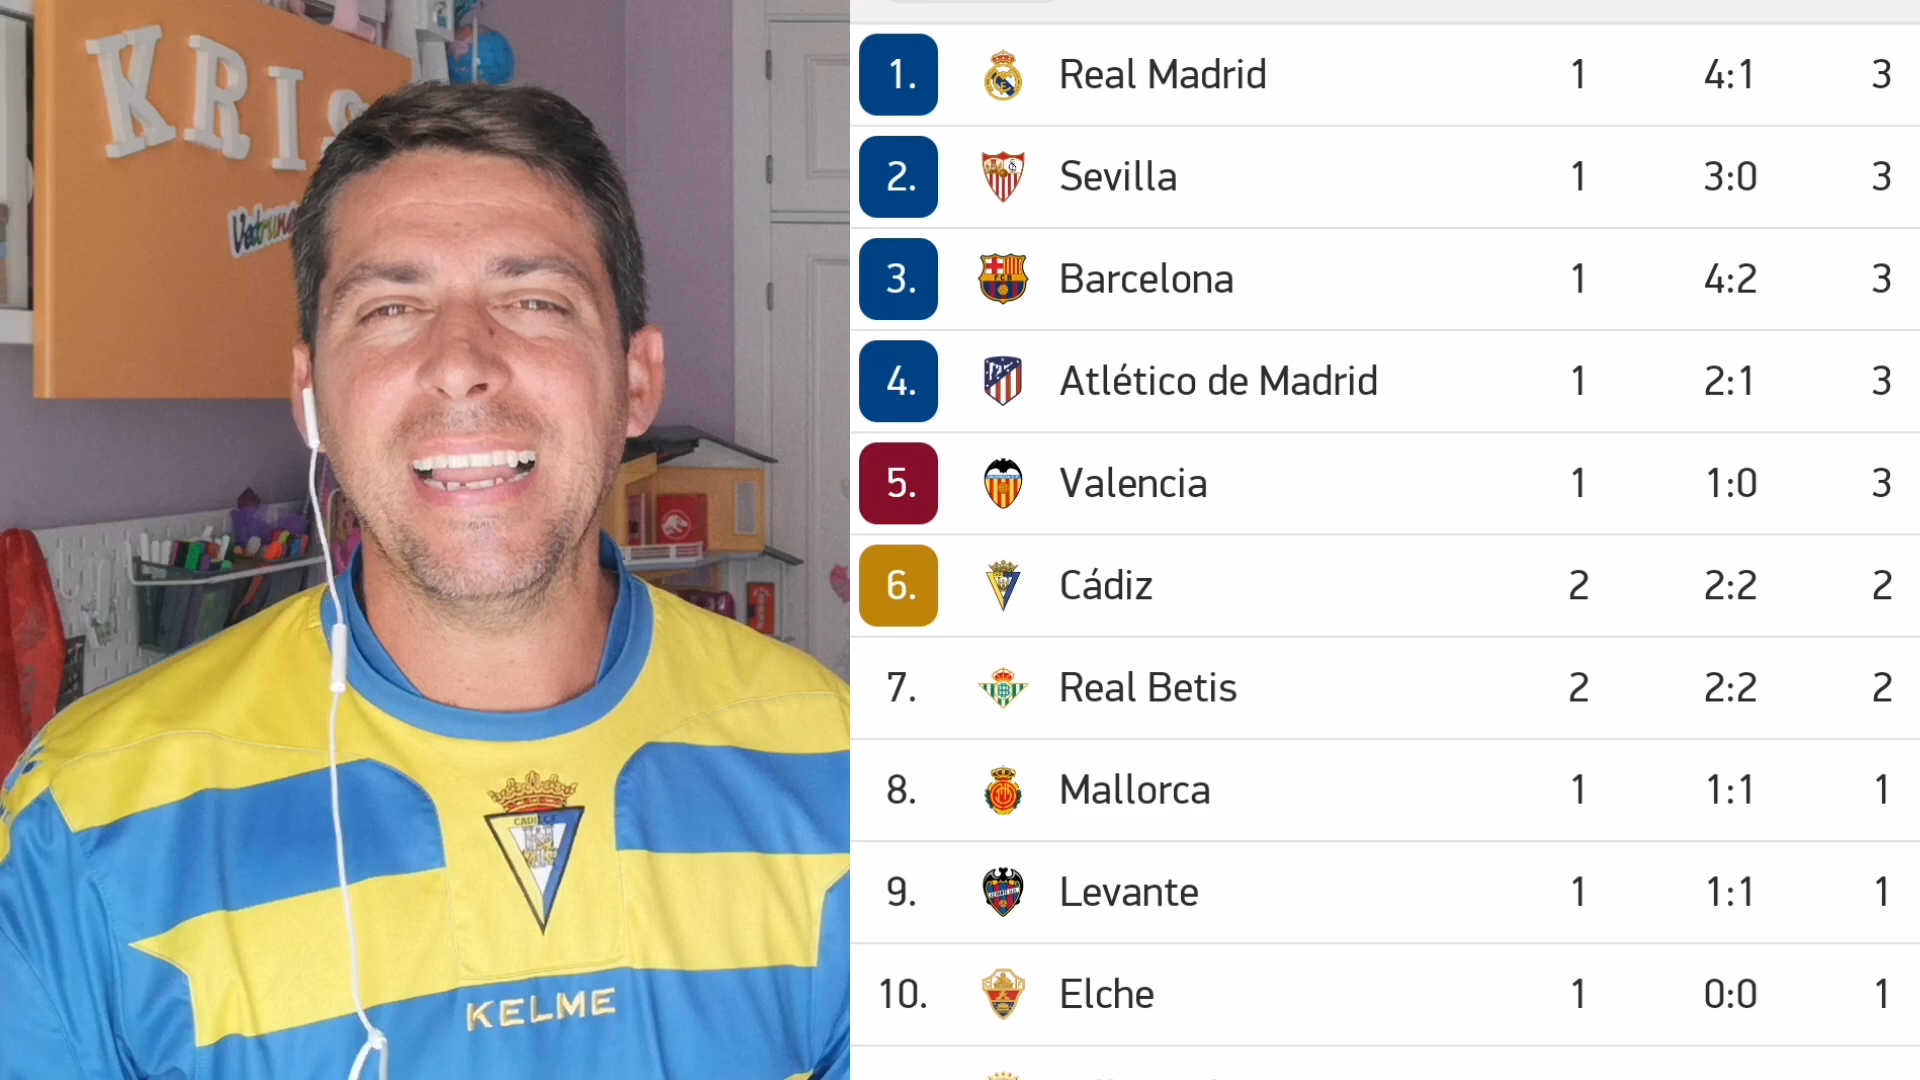 KRIS
Vedruna
CADIZ C.F.
KELME
1. Real Madrid 1 4:1 3
2. Sevilla 1 3:0 3
3. Barcelona 1 4:2 3
4. Atlético de Madrid 1 2:1 3
5. Valencia 1 1:0 3
6. Cádiz 2 2:2 2
7. Real Betis 2 2:2 2
8. Mallorca 1 1:1 1
9. Levante 1 1:1 1
10. Elche 1 0:0 1